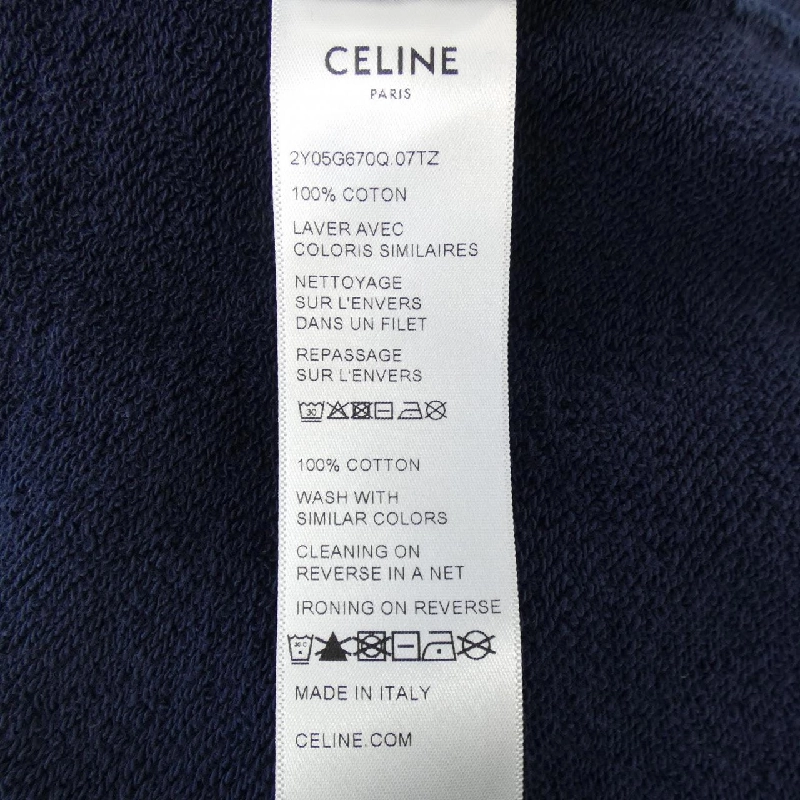 CELINE
PARIS
2Y05G670Q.07TZ
100% COTON
LAVER AVEC
COLORIS SIMILAIRES
NETTOYAGE
SUR L'ENVERS
DANS UN FILET
REPASSAGE
SUR L'ENVERS
30
100% COTTON
WASH WITH
SIMILAR COLORS
CLEANING ON
REVERSE IN A NET
IRONING ON REVERSE
30°C
MADE IN ITALY
CELINE.COM